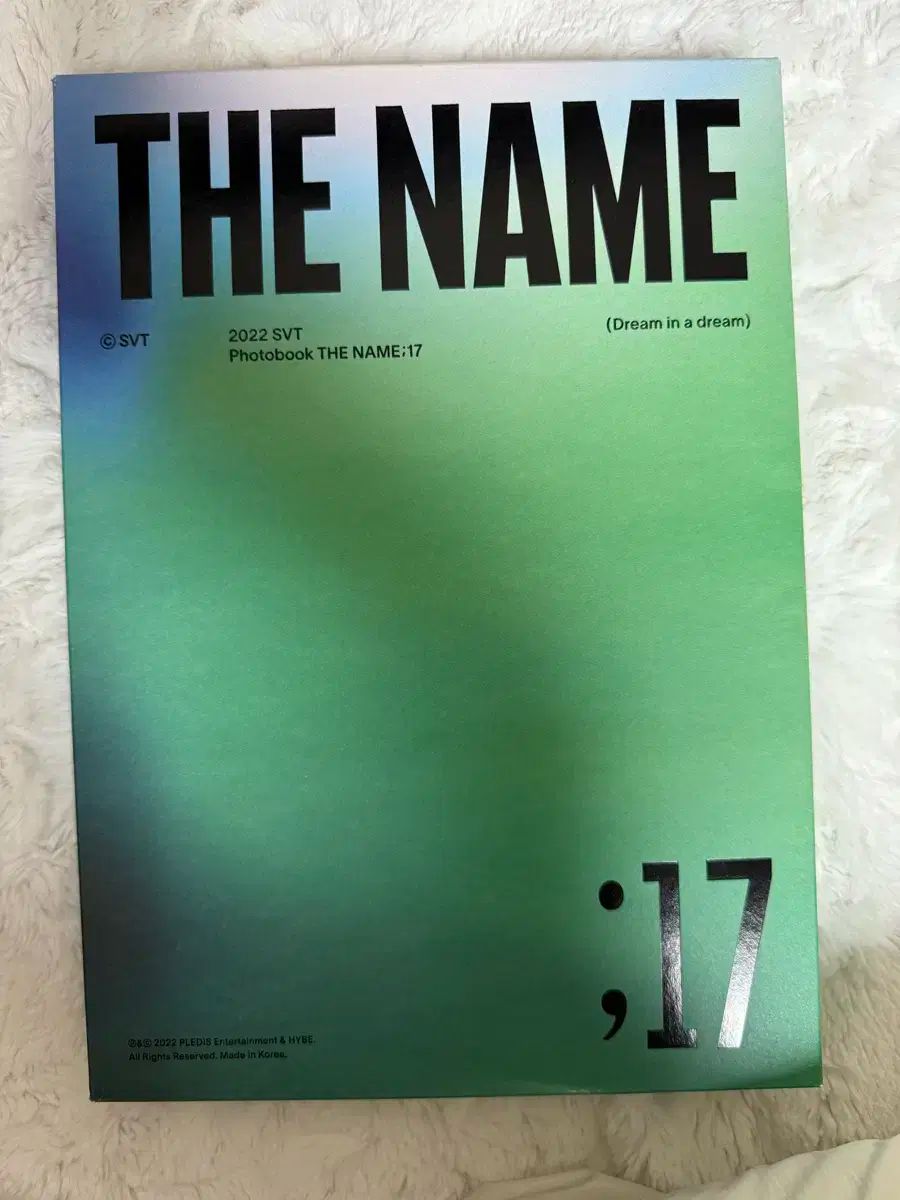 THE NAME
© SVT
2022 SVT
Photobook THE NAME;17
(Dream in a dream)
;17
℗&© 2022 PLEDIS Entertainment & HYBE.
All Rights Reserved. Made in Korea.